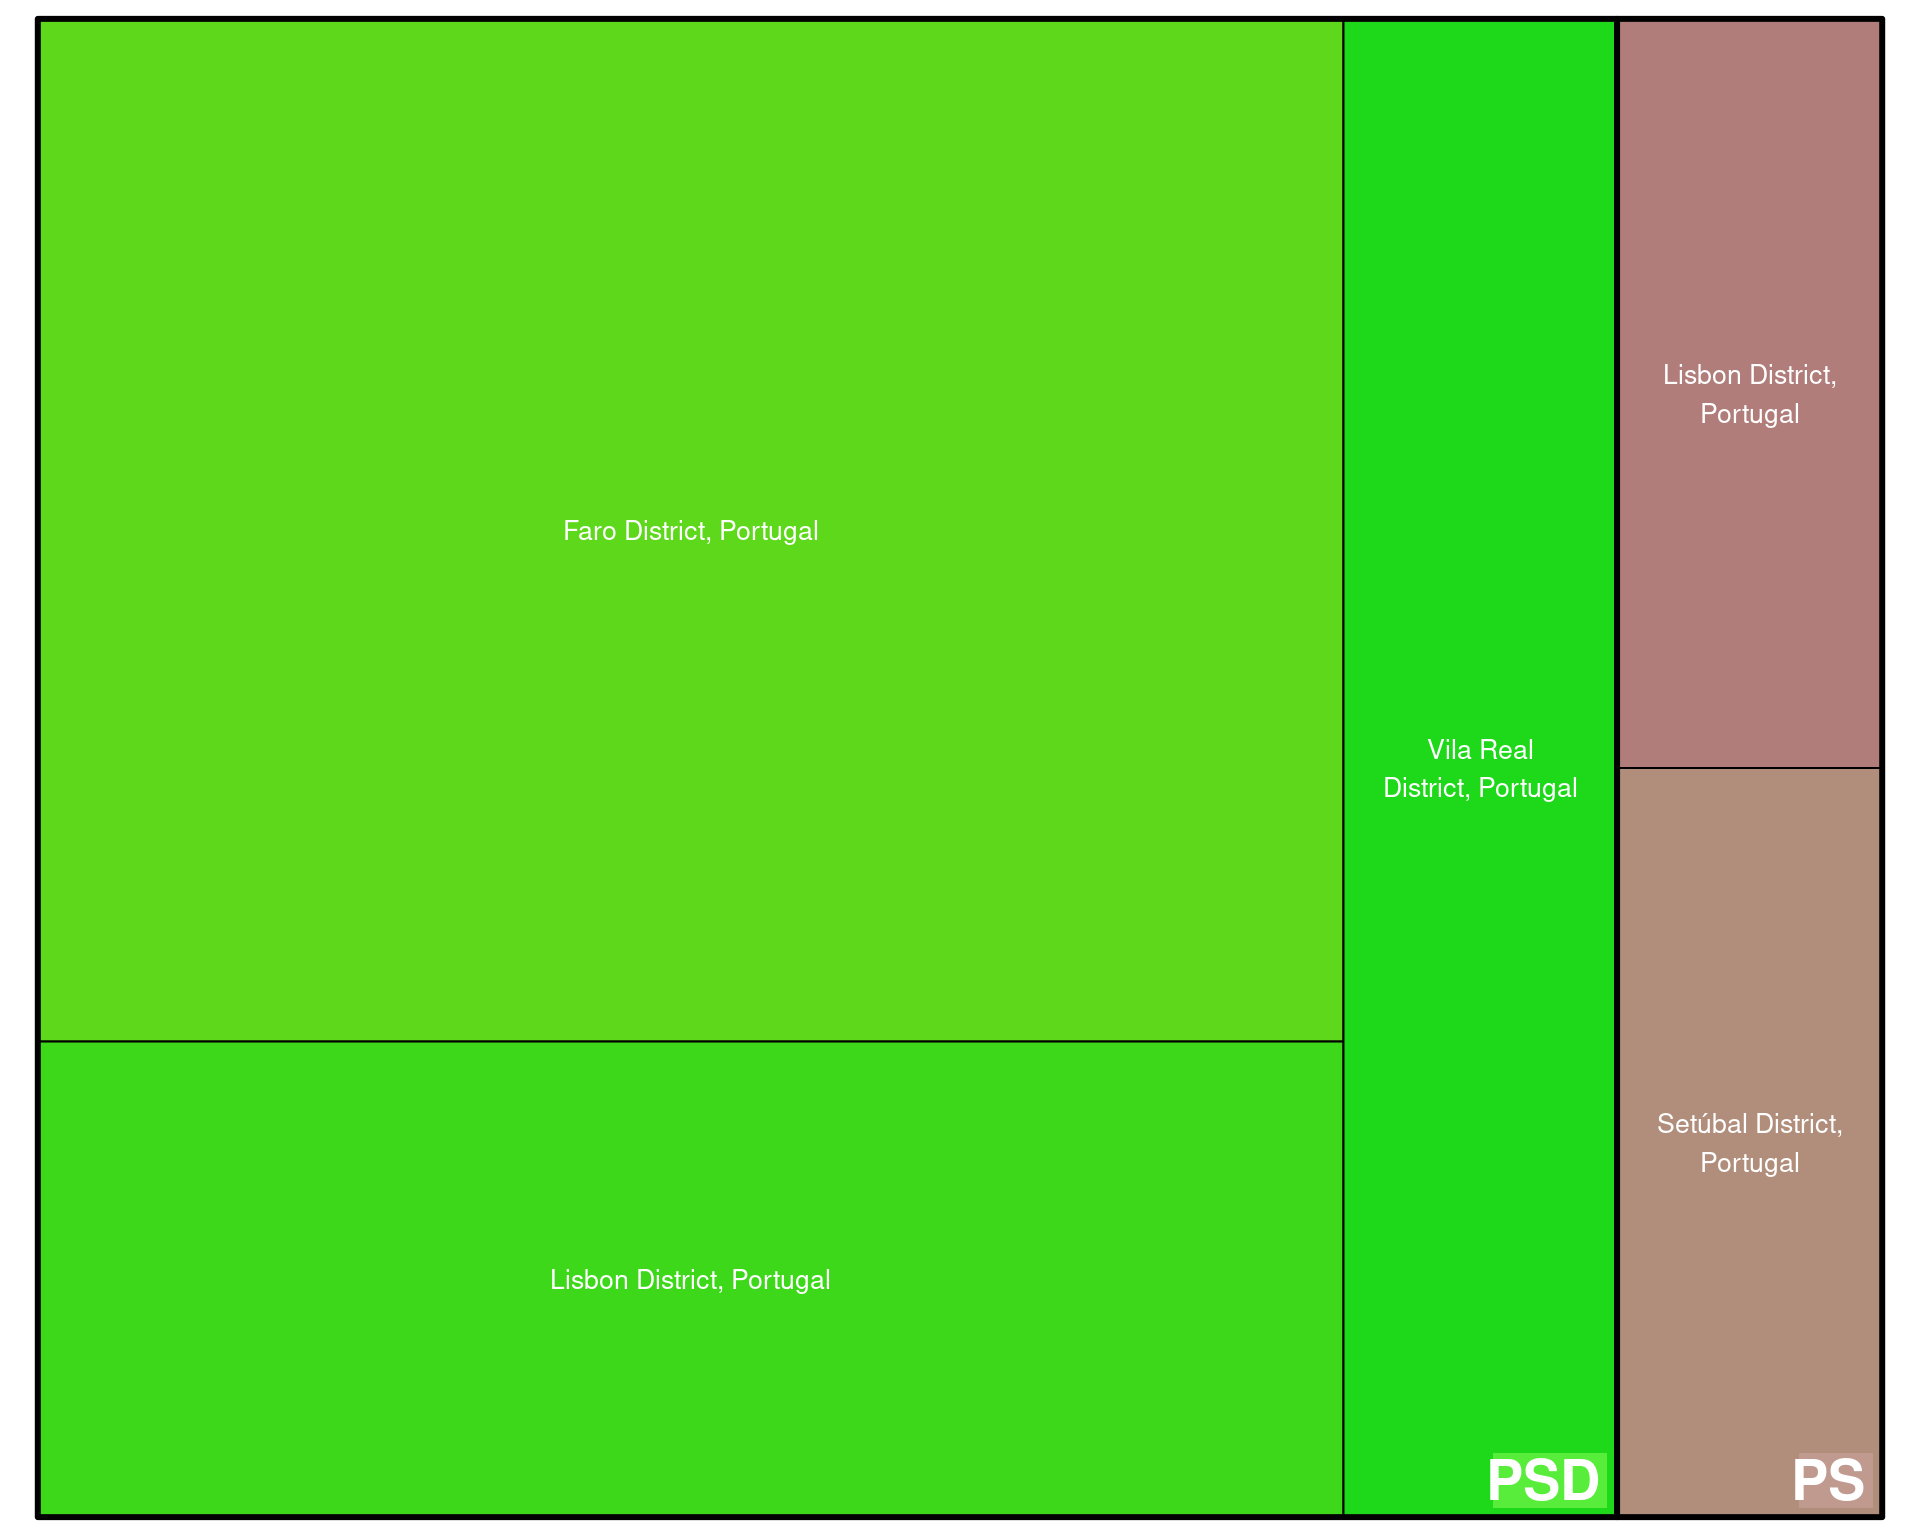 Faro District, Portugal
Lisbon District, Portugal
Vila Real
District, Portugal
PSD
Lisbon District,
Portugal
Setúbal District,
Portugal
PS